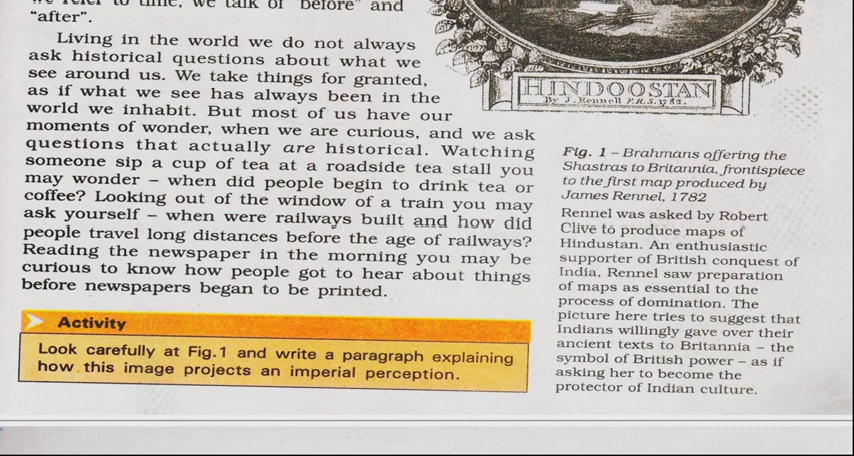 we refer to time, we talk of "before" and
"after".
Living in the world we do not always
ask historical questions about what we
see around us. We take things for granted,
as if what we see has always been in the
world we inhabit. But most of us have our
moments of wonder, when we are curious, and we ask
questions that actually are historical. Watching
someone sip a cup of tea at a roadside tea stall you
may wonder – when did people begin to drink tea or
coffee? Looking out of the window of a train you may
ask yourself – when were railways built and how did
people travel long distances before the age of railways?
Reading the newspaper in the morning you may be
curious to know how people got to hear about things
before newspapers began to be printed.
Activity
Look carefully at Fig.1 and write a paragraph explaining
how this image projects an imperial perception.
HINDOOSTAN
By J. Rennell F.R.S. 1782.
Fig. 1 – Brahmans offering the
Shastras to Britannia, frontispiece
to the first map produced by
James Rennel, 1782
Rennel was asked by Robert
Clive to produce maps of
Hindustan. An enthusiastic
supporter of British conquest of
India, Rennel saw preparation
of maps as essential to the
process of domination. The
picture here tries to suggest that
Indians willingly gave over their
ancient texts to Britannia – the
symbol of British power – as if
asking her to become the
protector of Indian culture.